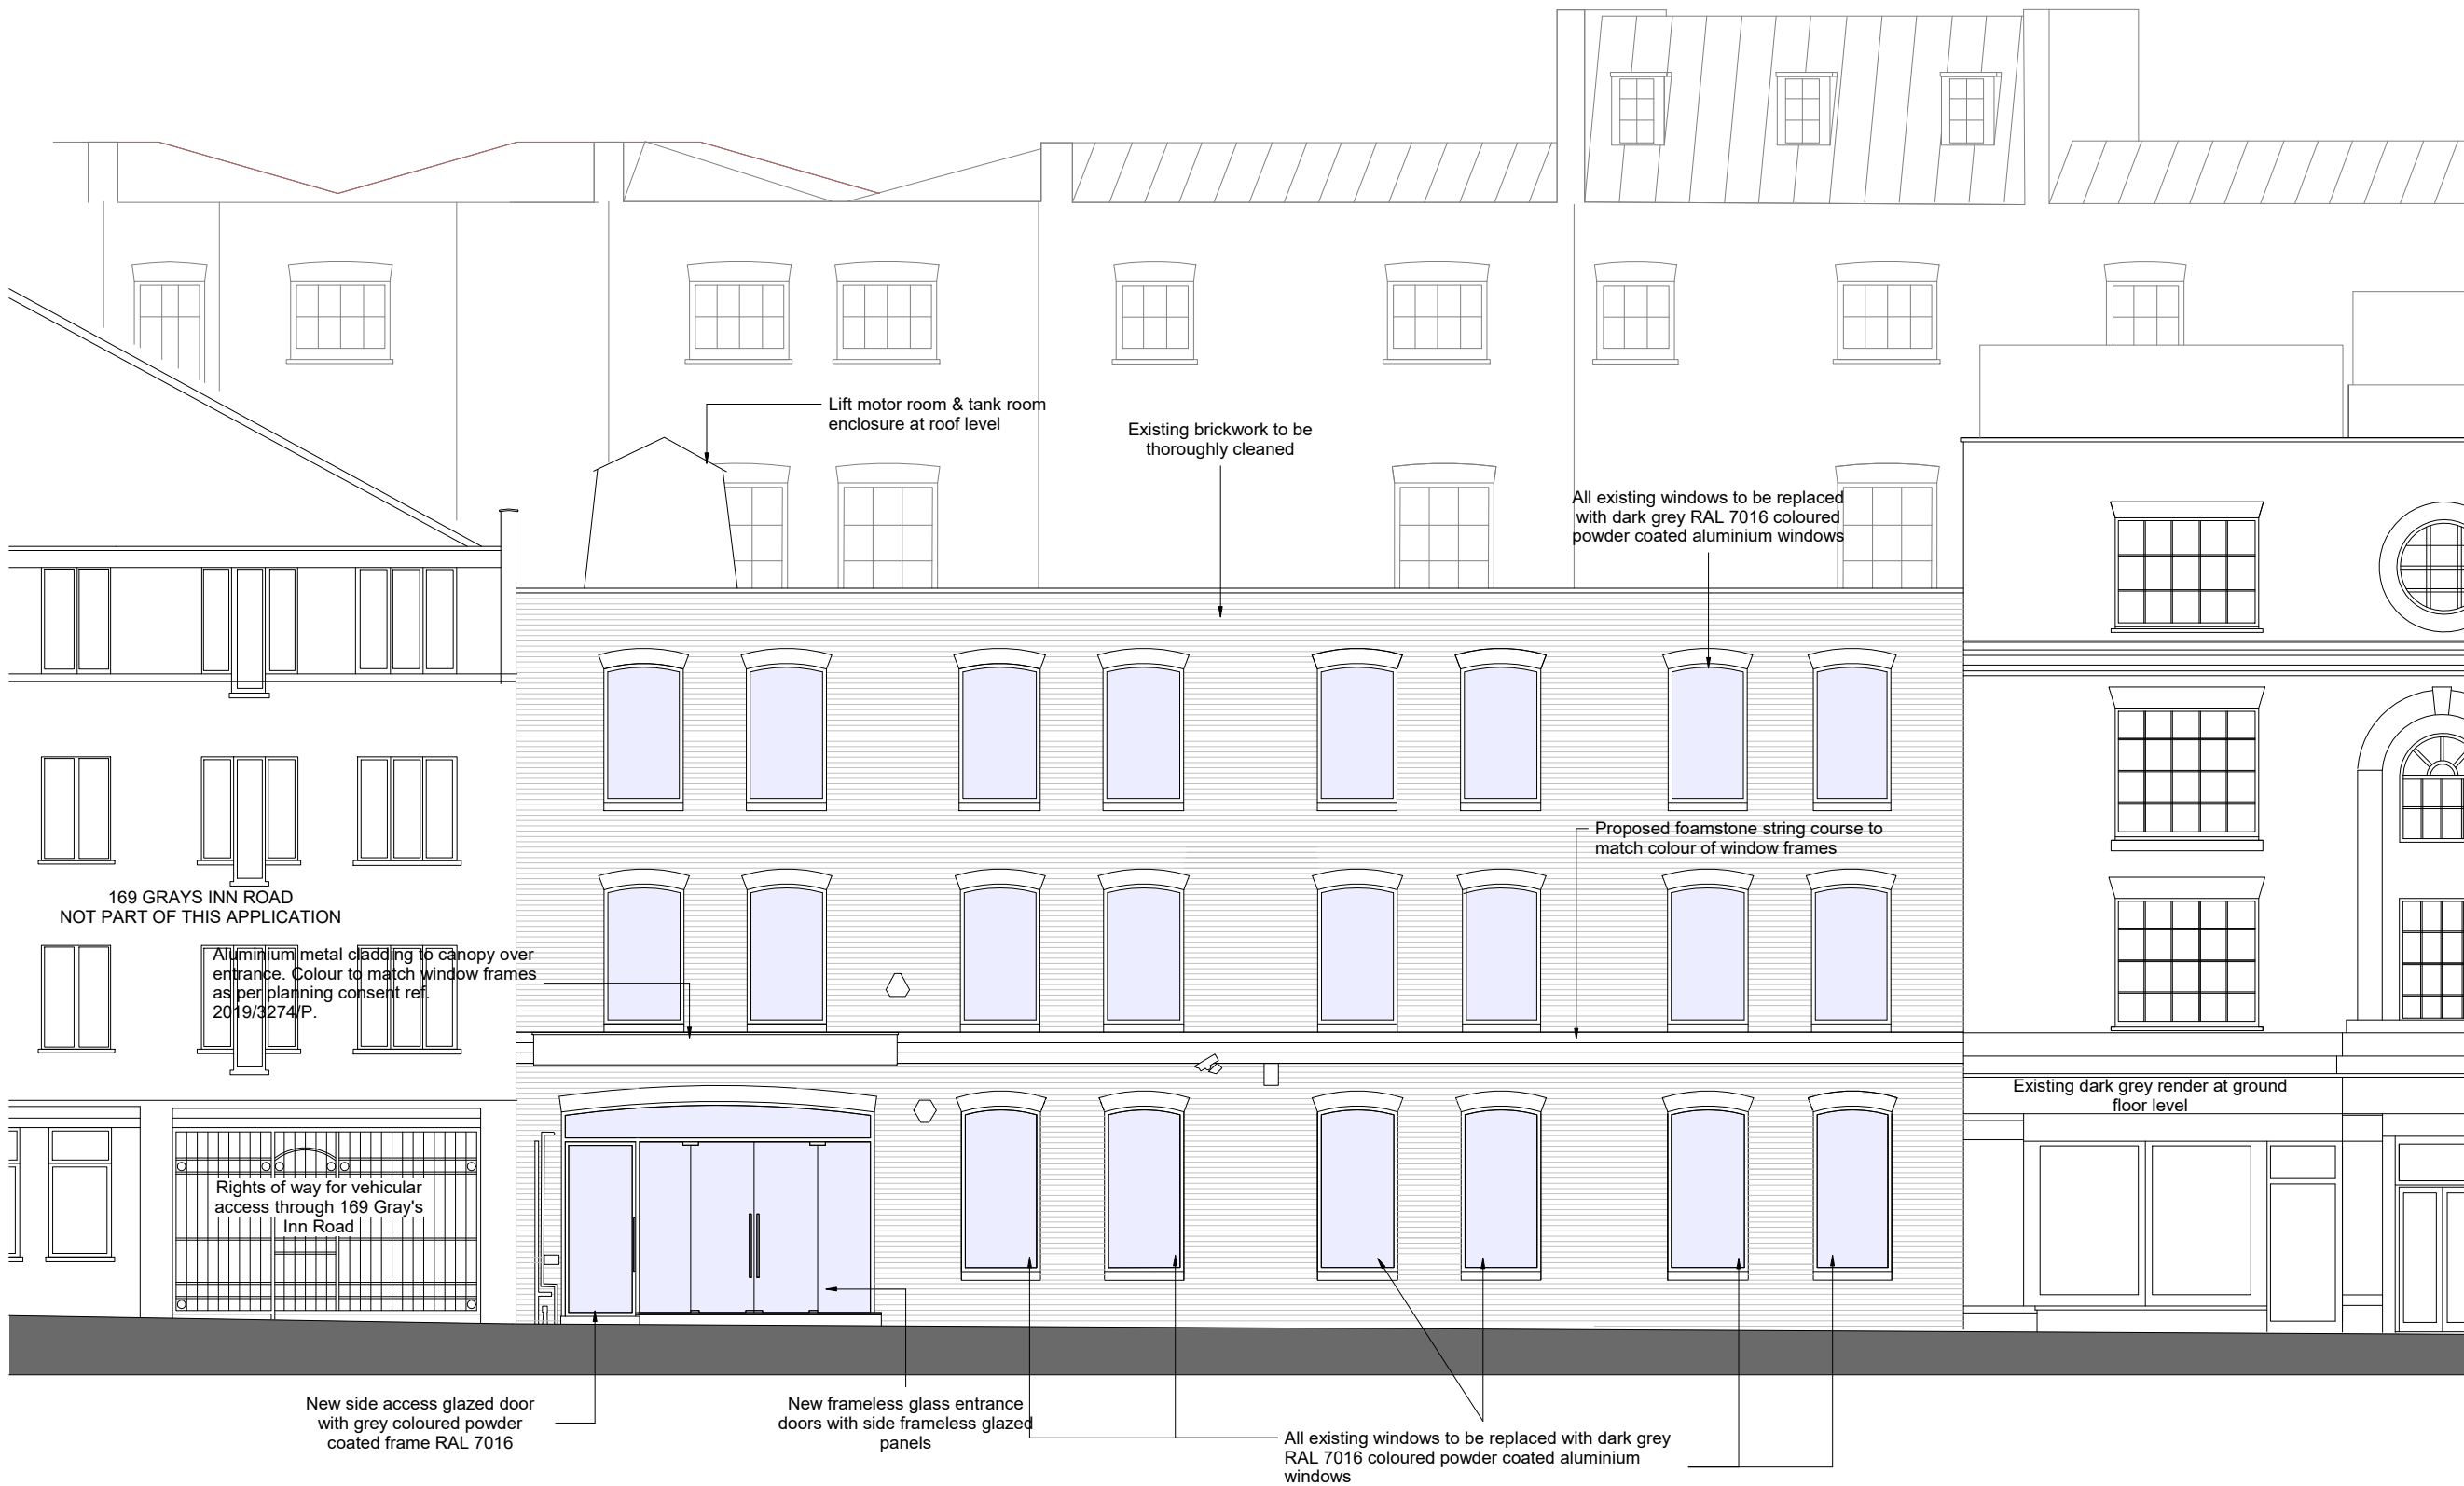 Lift motor room & tank room
enclosure at roof level
Existing brickwork to be
thoroughly cleaned
All existing windows to be replaced
with dark grey RAL 7016 coloured
powder coated aluminium windows
Proposed foamstone string course to
match colour of window frames
169 GRAYS INN ROAD
NOT PART OF THIS APPLICATION
Aluminium metal cladding to canopy over
entrance. Colour to match window frames
as per planning consent ref.
2019/3274/P.
Existing dark grey render at ground
floor level
Rights of way for vehicular
access through 169 Gray's
Inn Road
New side access glazed door
with grey coloured powder
coated frame RAL 7016
New frameless glass entrance
doors with side frameless glazed
panels
All existing windows to be replaced with dark grey
RAL 7016 coloured powder coated aluminium
windows